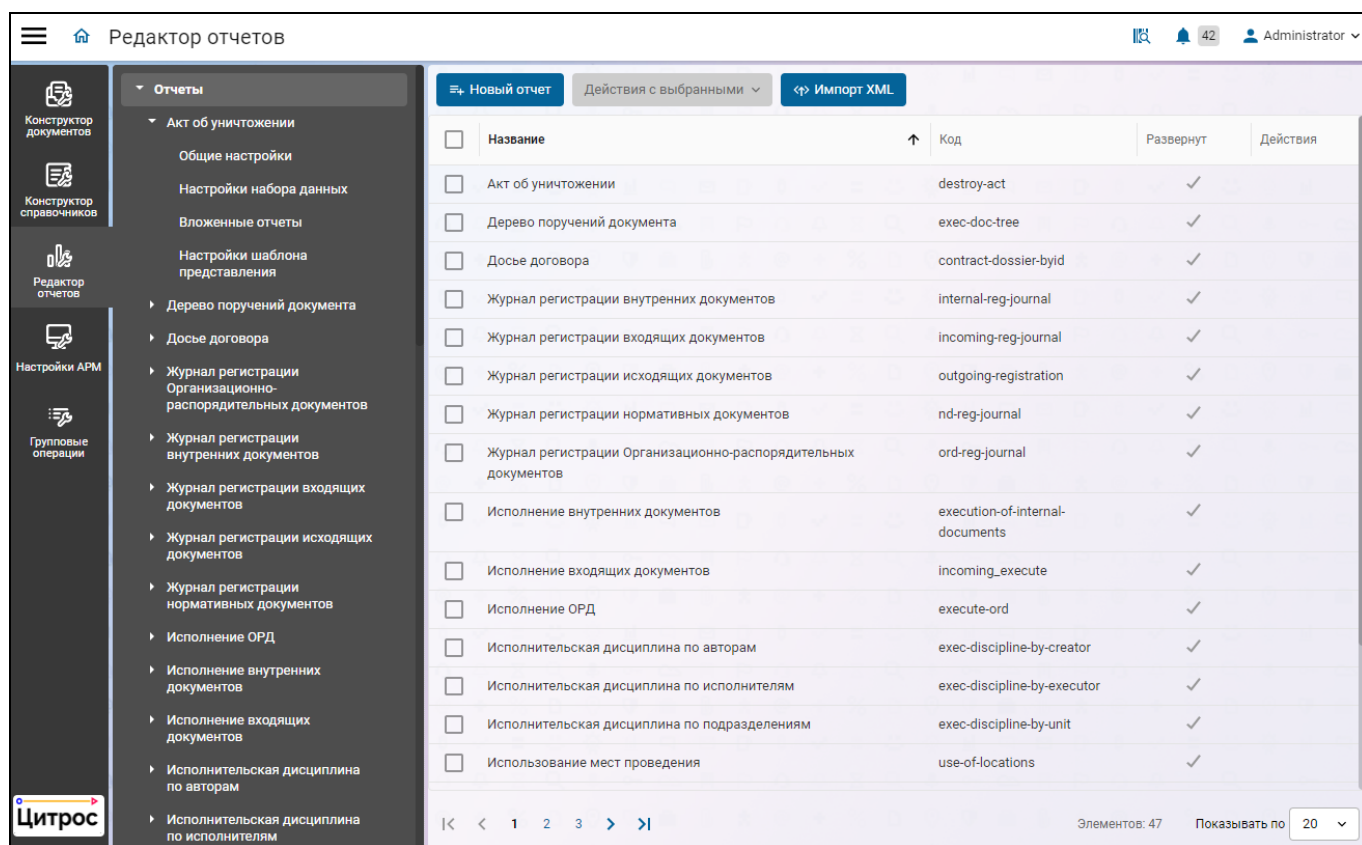 Редактор отчетов
42
Administrator
Конструктор
документов
Конструктор
справочников
Редактор
отчетов
Настройки АРМ
Групповые
операции
Цитрос
Отчеты
Акт об уничтожении
Общие настройки
Настройки набора данных
Вложенные отчеты
Настройки шаблона
представления
Дерево поручений документа
Досье договора
Журнал регистрации
Организационно-
распорядительных документов
Журнал регистрации
внутренних документов
Журнал регистрации входящих
документов
Журнал регистрации исходящих
документов
Журнал регистрации
нормативных документов
Исполнение ОРД
Исполнение внутренних
документов
Исполнение входящих
документов
Исполнительская дисциплина
по авторам
Исполнительская дисциплина
по исполнителям
Новый отчет
Действия с выбранными
Импорт XML
Название Код Развернут Действия
Акт об уничтожении destroy-act
Дерево поручений документа exec-doc-tree
Досье договора contract-dossier-byid
Журнал регистрации внутренних документов internal-reg-journal
Журнал регистрации входящих документов incoming-reg-journal
Журнал регистрации исходящих документов outgoing-registration
Журнал регистрации нормативных документов nd-reg-journal
Журнал регистрации Организационно-распорядительных ord-reg-journal
документов
Исполнение внутренних документов execution-of-internal-
documents
Исполнение входящих документов incoming_execute
Исполнение ОРД execute-ord
Исполнительская дисциплина по авторам exec-discipline-by-creator
Исполнительская дисциплина по исполнителям exec-discipline-by-executor
Исполнительская дисциплина по подразделениям exec-discipline-by-unit
Использование мест проведения use-of-locations
1 2 3 Элементов: 47 Показывать по 20